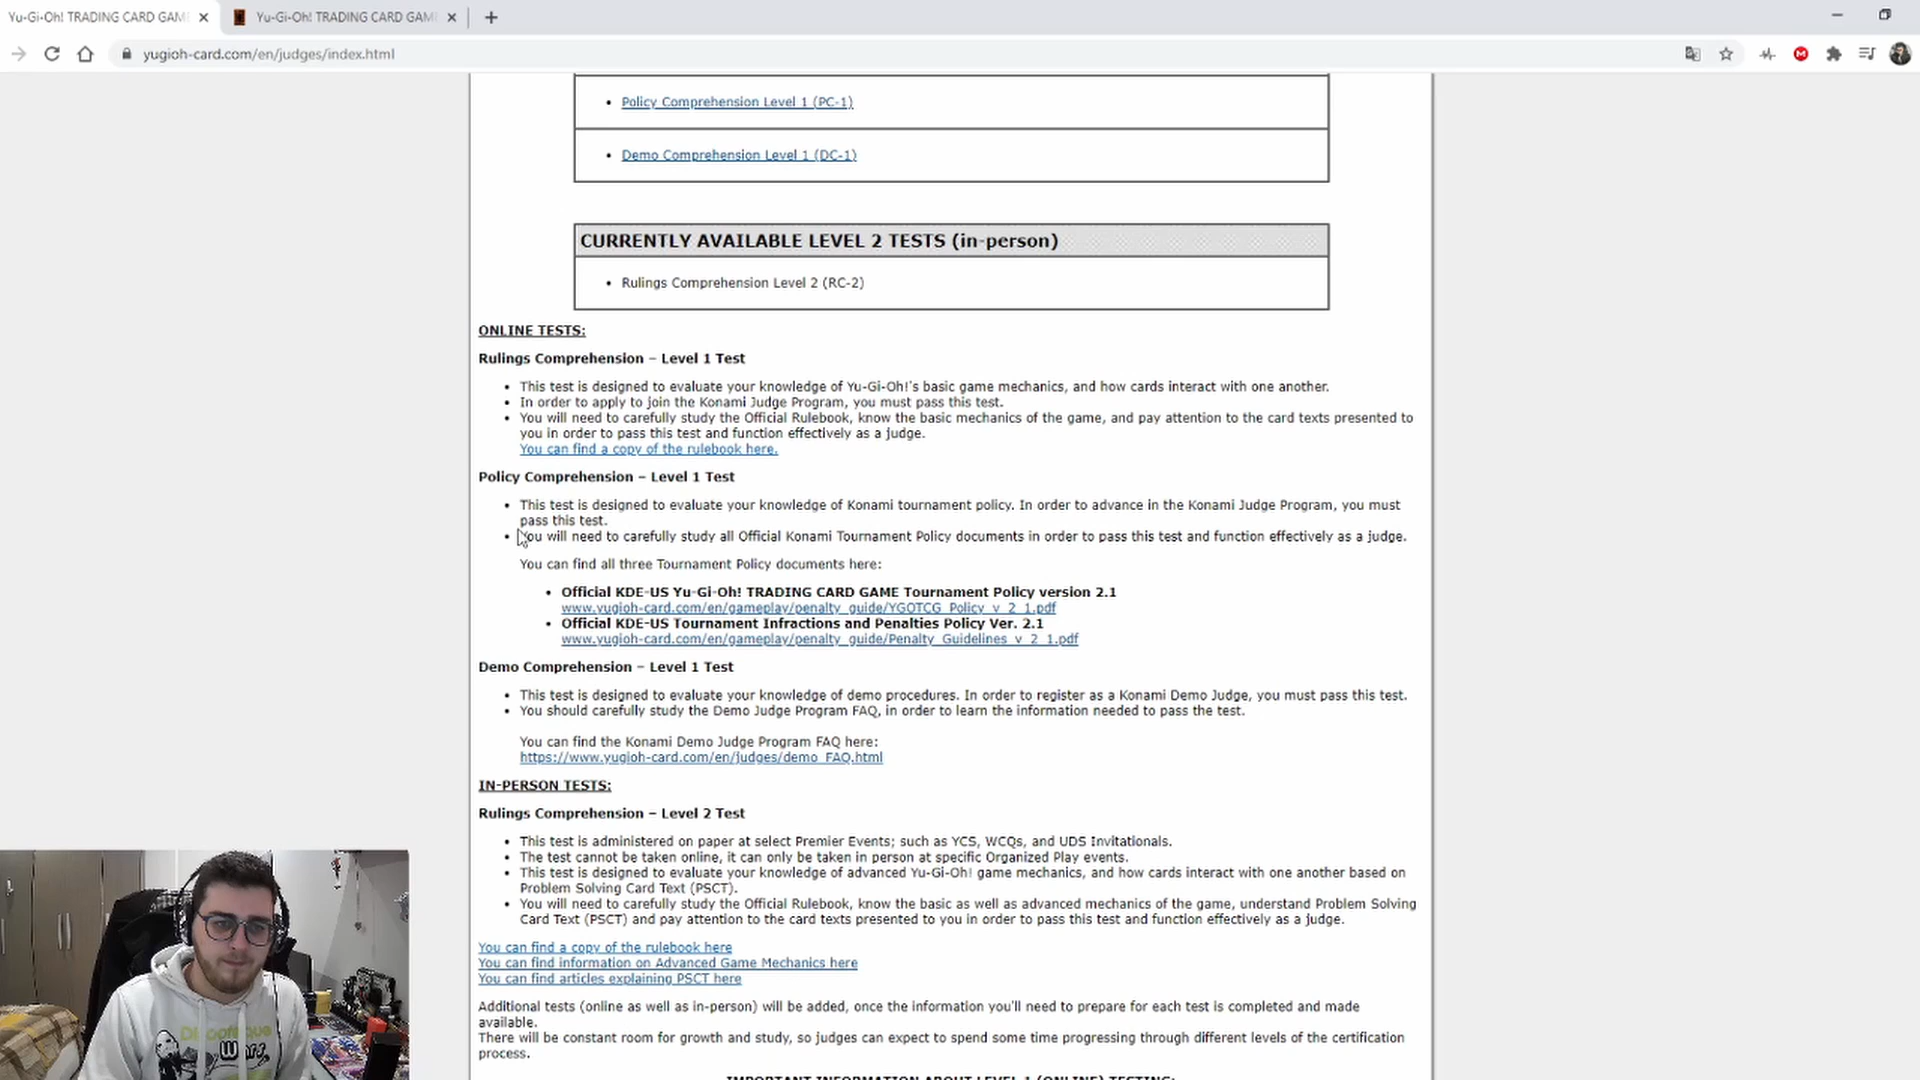 Yu-Gi-Oh! TRADING CARD GAM
Yu-Gi-Oh! TRADING CARD GAM
yugioh-card.com/en/judges/index.html
Policy Comprehension Level 1 (PC-1)
Demo Comprehension Level 1 (DC-1)
CURRENTLY AVAILABLE LEVEL 2 TESTS (in-person)
Rulings Comprehension Level 2 (RC-2)
ONLINE TESTS:
Rulings Comprehension – Level 1 Test
This test is designed to evaluate your knowledge of Yu-Gi-Oh!'s basic game mechanics, and how cards interact with one another.
In order to apply to join the Konami Judge Program, you must pass this test.
You will need to carefully study the Official Rulebook, know the basic mechanics of the game, and pay attention to the card texts presented to
you in order to pass this test and function effectively as a judge.
You can find a copy of the rulebook here.
Policy Comprehension – Level 1 Test
This test is designed to evaluate your knowledge of Konami tournament policy. In order to advance in the Konami Judge Program, you must
pass this test.
You will need to carefully study all Official Konami Tournament Policy documents in order to pass this test and function effectively as a judge.
You can find all three Tournament Policy documents here:
Official KDE-US Yu-Gi-Oh! TRADING CARD GAME Tournament Policy version 2.1
www.yugioh-card.com/en/gameplay/penalty_guide/YGOTCG_Policy_v_2_1.pdf
Official KDE-US Tournament Infractions and Penalties Policy Ver. 2.1
www.yugioh-card.com/en/gameplay/penalty_guide/Penalty_Guidelines_v_2_1.pdf
Demo Comprehension – Level 1 Test
This test is designed to evaluate your knowledge of demo procedures. In order to register as a Konami Demo Judge, you must pass this test.
You should carefully study the Demo Judge Program FAQ, in order to learn the information needed to pass the test.
You can find the Konami Demo Judge Program FAQ here:
https://www.yugioh-card.com/en/judges/demo_FAQ.html
IN-PERSON TESTS:
Rulings Comprehension – Level 2 Test
This test is administered on paper at select Premier Events; such as YCS, WCQs, and UDS Invitationals.
The test cannot be taken online, it can only be taken in person at specific Organized Play events.
This test is designed to evaluate your knowledge of advanced Yu-Gi-Oh! game mechanics, and how cards interact with one another based on
Problem Solving Card Text (PSCT).
You will need to carefully study the Official Rulebook, know the basic as well as advanced mechanics of the game, understand Problem Solving
Card Text (PSCT) and pay attention to the card texts presented to you in order to pass this test and function effectively as a judge.
You can find a copy of the rulebook here
You can find information on Advanced Game Mechanics here
You can find articles explaining PSCT here
Additional tests (online as well as in-person) will be added, once the information you'll need to prepare for each test is completed and made
available.
There will be constant room for growth and study, so judges can expect to spend some time progressing through different levels of the certification
process.
IMPORTANT INFORMATION ABOUT LEVEL 1 (ONLINE) TESTING: